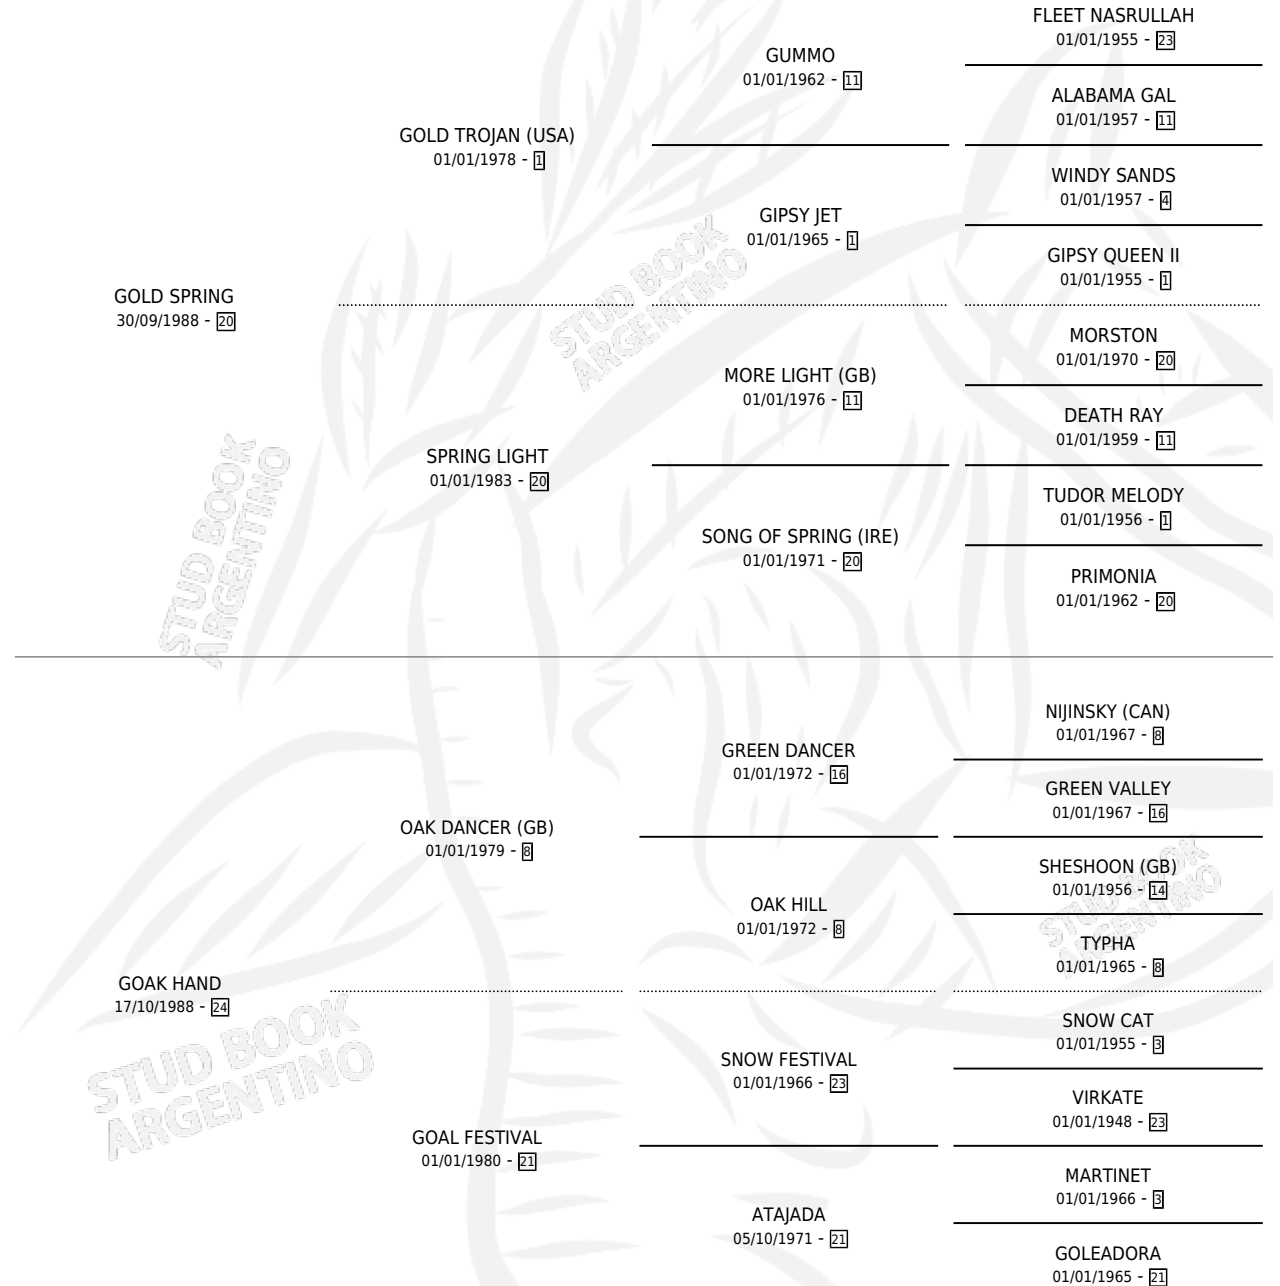 FLEET NASRULLAH
01/01/1955 - 23
GUMMO
01/01/1962 - 11
ALABAMA GAL
01/01/1957 - 11
GOLD TROJAN (USA)
01/01/1978 - 1
WINDY SANDS
01/01/1957 - 4
GIPSY JET
01/01/1965 - 1
GIPSY QUEEN II
01/01/1955 - 1
GOLD SPRING
30/09/1988 - 20
MORSTON
01/01/1970 - 20
MORE LIGHT (GB)
01/01/1976 - 11
DEATH RAY
01/01/1959 - 11
SPRING LIGHT
01/01/1983 - 20
TUDOR MELODY
01/01/1956 - 1
SONG OF SPRING (IRE)
01/01/1971 - 20
PRIMONIA
01/01/1962 - 20
NIJINSKY (CAN)
01/01/1967 - 8
GREEN DANCER
01/01/1972 - 16
GREEN VALLEY
01/01/1967 - 16
OAK DANCER (GB)
01/01/1979 - 8
SHESHOON (GB)
01/01/1956 - 14
OAK HILL
01/01/1972 - 8
TYPHA
01/01/1965 - 8
GOAK HAND
17/10/1988 - 24
SNOW CAT
01/01/1955 - 3
SNOW FESTIVAL
01/01/1966 - 23
VIRKATE
01/01/1948 - 23
GOAL FESTIVAL
01/01/1980 - 21
MARTINET
01/01/1966 - 3
ATAJADA
05/10/1971 - 21
GOLEADORA
01/01/1965 - 21
STUD BOOK
ARGENTINO
STUD BOOK
ARGENTINO
STUD BOOK
ARGENTINO
STUD BOOK
ARGENTINO